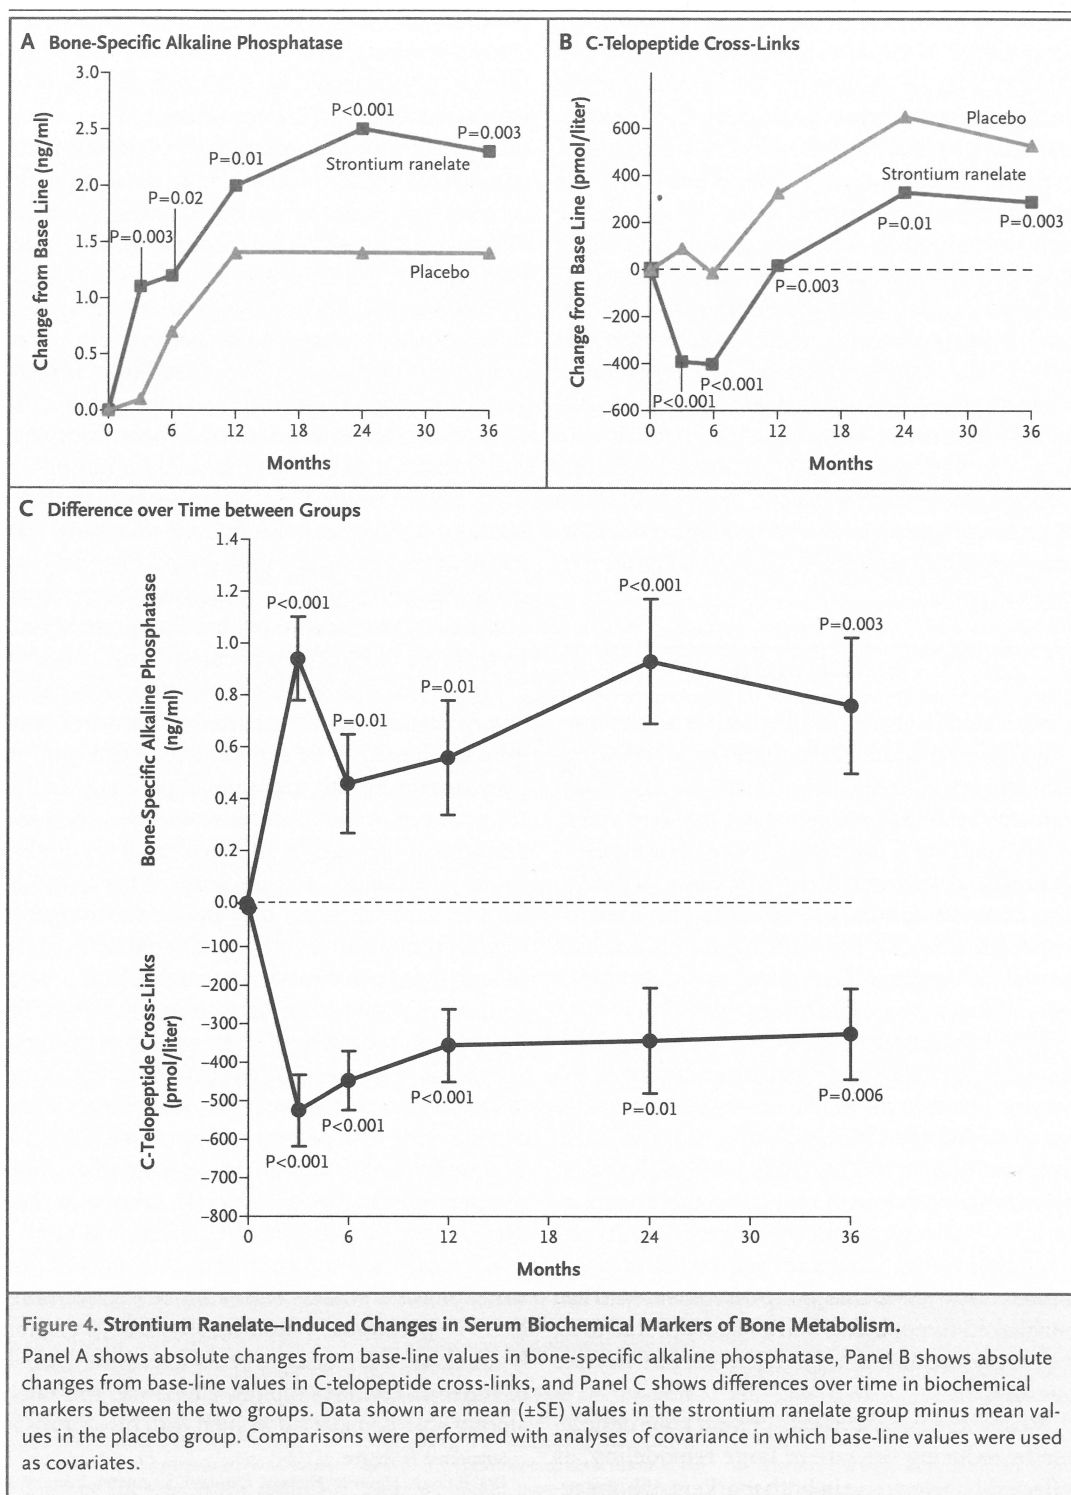 A Bone-Specific Alkaline Phosphatase
3.0
2.5
2.0
1.5
1.0
0.5
0.0
Change from Base Line (ng/ml)
P=0.003
P=0.02
P=0.01
P<0.001
P=0.003
Strontium ranelate
Placebo
0 6 12 18 24 30 36
Months
B C-Telopeptide Cross-Links
600
400
200
0
−200
−400
−600
Change from Base Line (pmol/liter)
Placebo
Strontium ranelate
P=0.01
P=0.003
P=0.003
P<0.001
P<0.001
0 6 12 18 24 30 36
Months
C Difference over Time between Groups
1.4
1.2
1.0
0.8
0.6
0.4
0.2
0.0
−100
−200
−300
−400
−500
−600
−700
−800
Bone-Specific Alkaline Phosphatase
(ng/ml)
C-Telopeptide Cross-Links
(pmol/liter)
P<0.001
P=0.01
P=0.01
P<0.001
P=0.003
P<0.001
P<0.001
P<0.001
P=0.01
P=0.006
0 6 12 18 24 30 36
Months
Figure 4. Strontium Ranelate–Induced Changes in Serum Biochemical Markers of Bone Metabolism.
Panel A shows absolute changes from base-line values in bone-specific alkaline phosphatase, Panel B shows absolute
changes from base-line values in C-telopeptide cross-links, and Panel C shows differences over time in biochemical
markers between the two groups. Data shown are mean (±SE) values in the strontium ranelate group minus mean val-
ues in the placebo group. Comparisons were performed with analyses of covariance in which base-line values were used
as covariates.